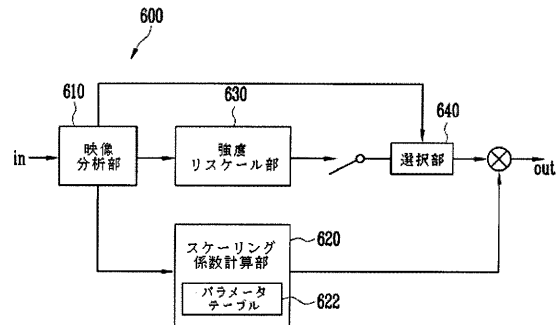 600
610
630
640
in
映像
分析部
強度
リスケール部
選択部
out
620
スケーリング
係数計算部
パラメータ
テーブル
622